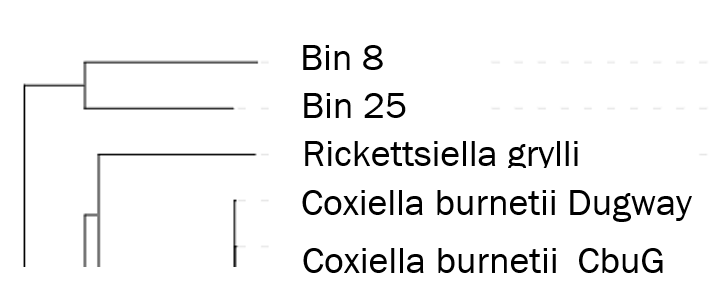 Bin 8
Bin 25
Rickettsiella grylli
Coxiella burnetii Dugway
Coxiella burnetii CbuG